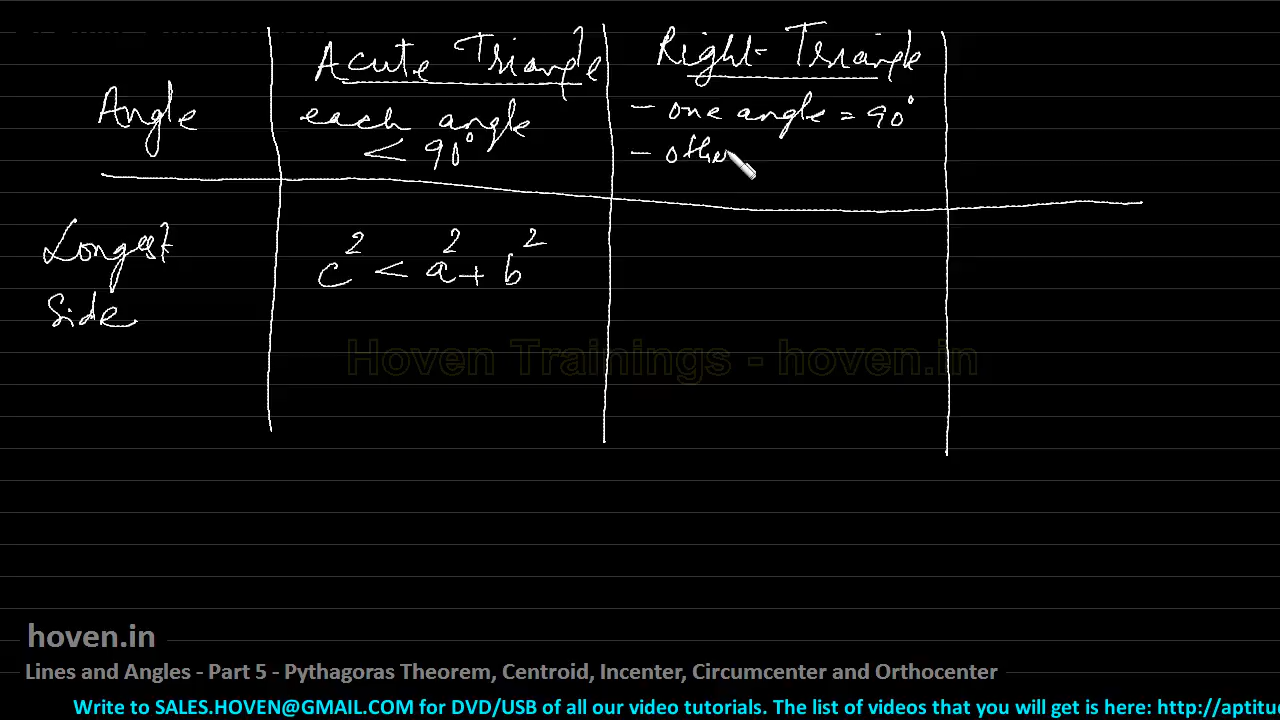 Angle
Acute Triangle
each angle
< 90°
Right Triangle
- one angle = 90°
- other
Longest
Side
c² < a² + b²
Hoven Trainings - hoven.in
hoven.in
Lines and Angles - Part 5 - Pythagoras Theorem, Centroid, Incenter, Circumcenter and Orthocenter
Write to SALES.HOVEN@GMAIL.COM for DVD/USB of all our video tutorials. The list of videos that you will get is here: http://aptitu